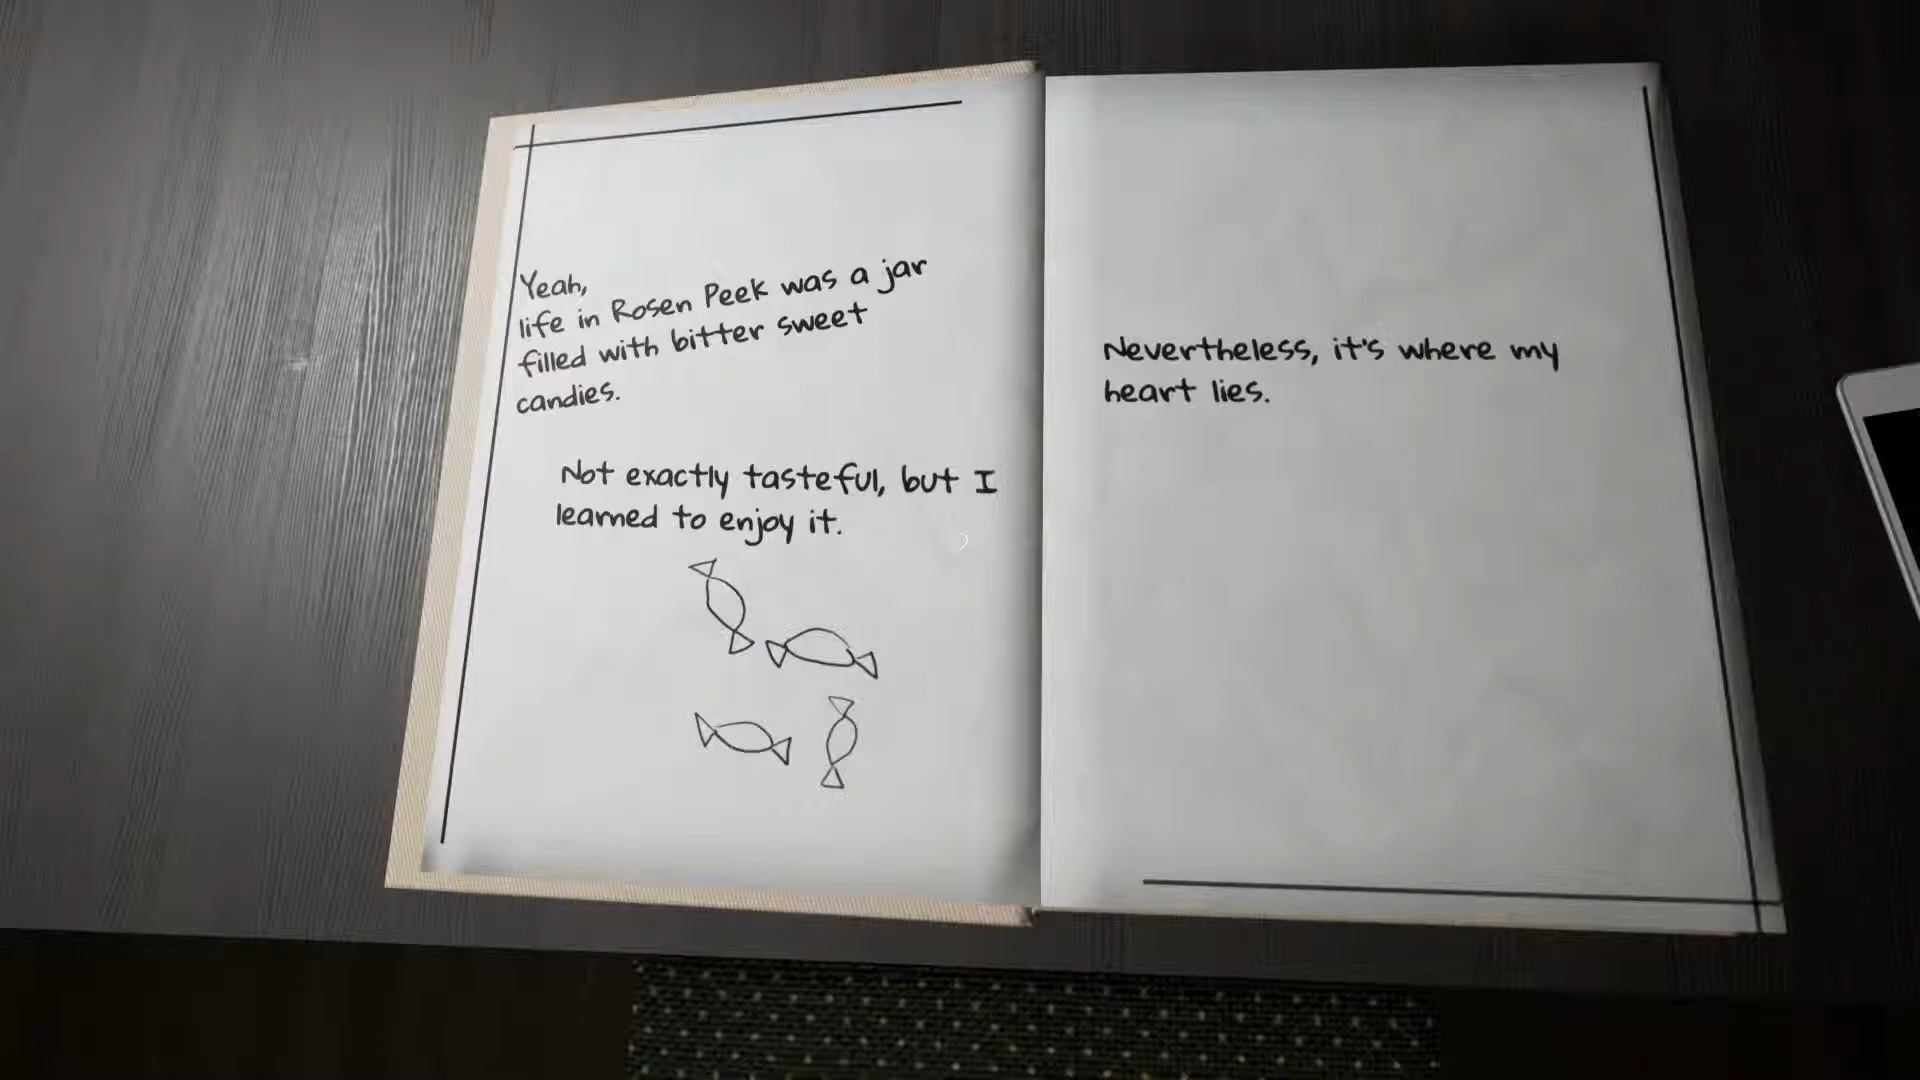 Yeah,
life in Rosen Peek was a jar
filled with bitter sweet
candies.
Not exactly tasteful, but I
learned to enjoy it.
Nevertheless, it's where my
heart lies.